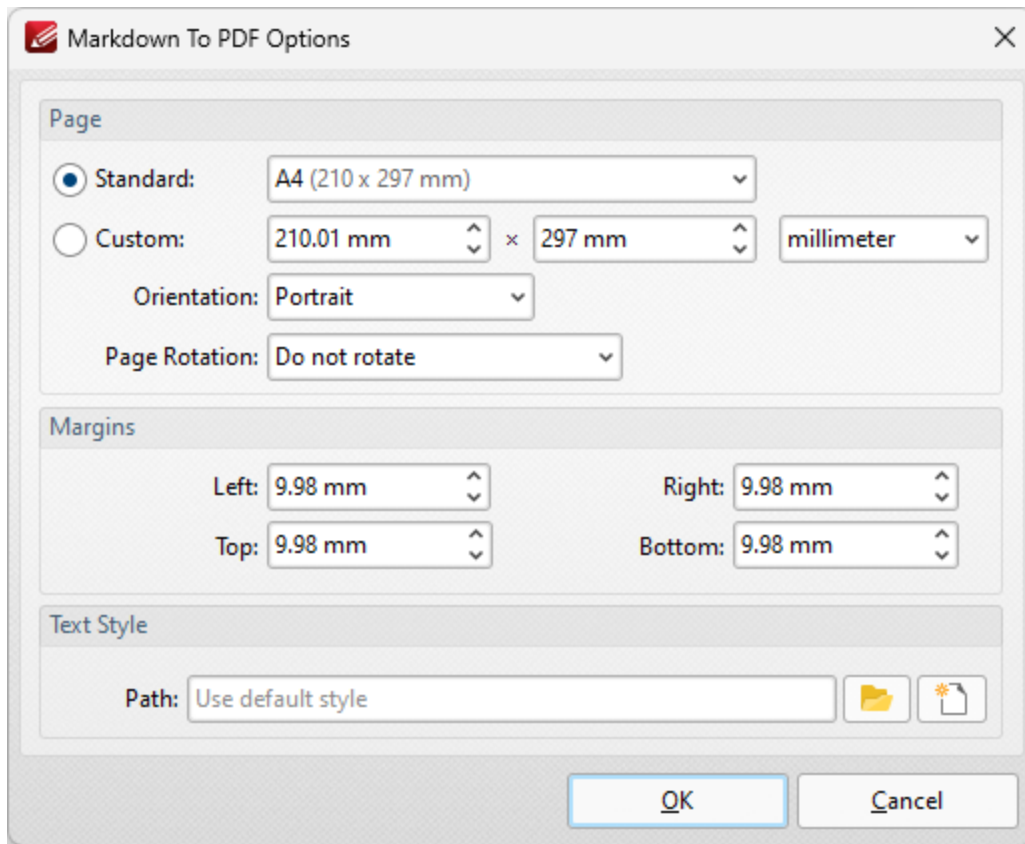 Markdown To PDF Options
Page
Standard: A4 (210 x 297 mm)
Custom: 210.01 mm × 297 mm millimeter
Orientation: Portrait
Page Rotation: Do not rotate
Margins
Left: 9.98 mm Right: 9.98 mm
Top: 9.98 mm Bottom: 9.98 mm
Text Style
Path: Use default style
OK Cancel